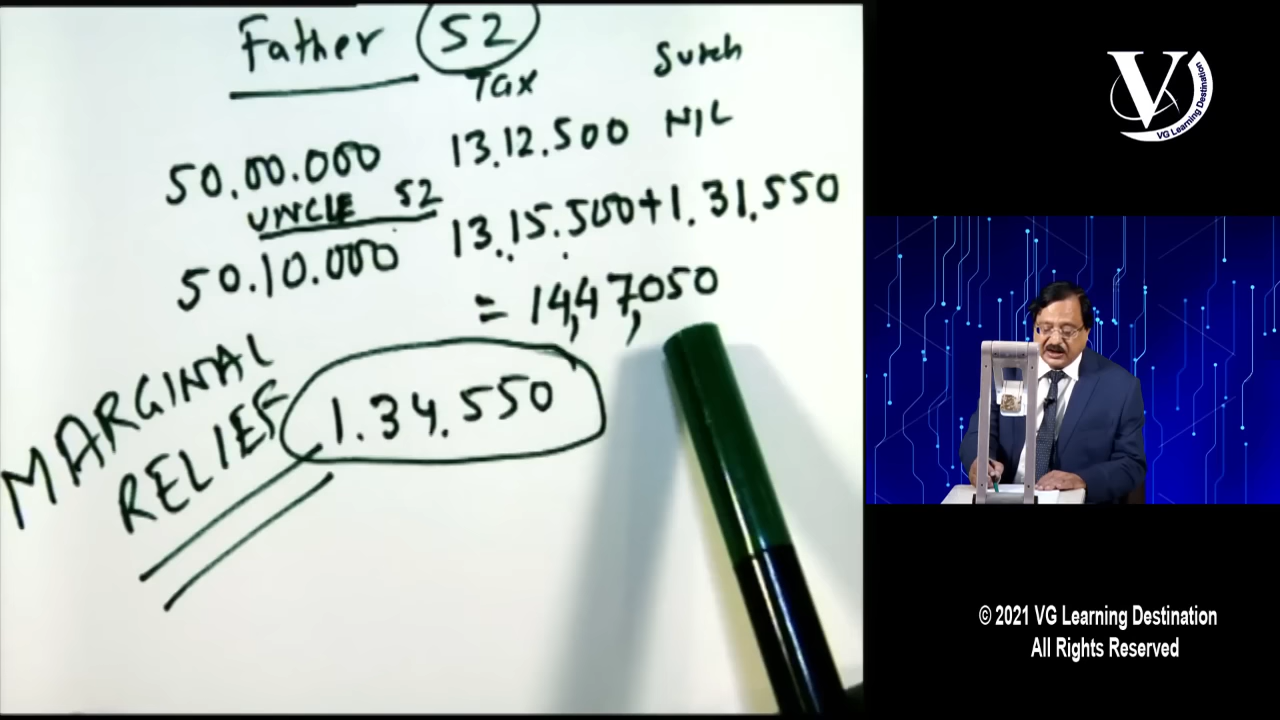 Father 52
Tax Surch
50.00.000 13.12.500 NIL
UNCLE 52
50.10.000 13.15.500+1.31.550
= 14,47,050
MARGINAL
RELIEF
1.34.550
V
VG Learning Destination
© 2021 VG Learning Destination
All Rights Reserved